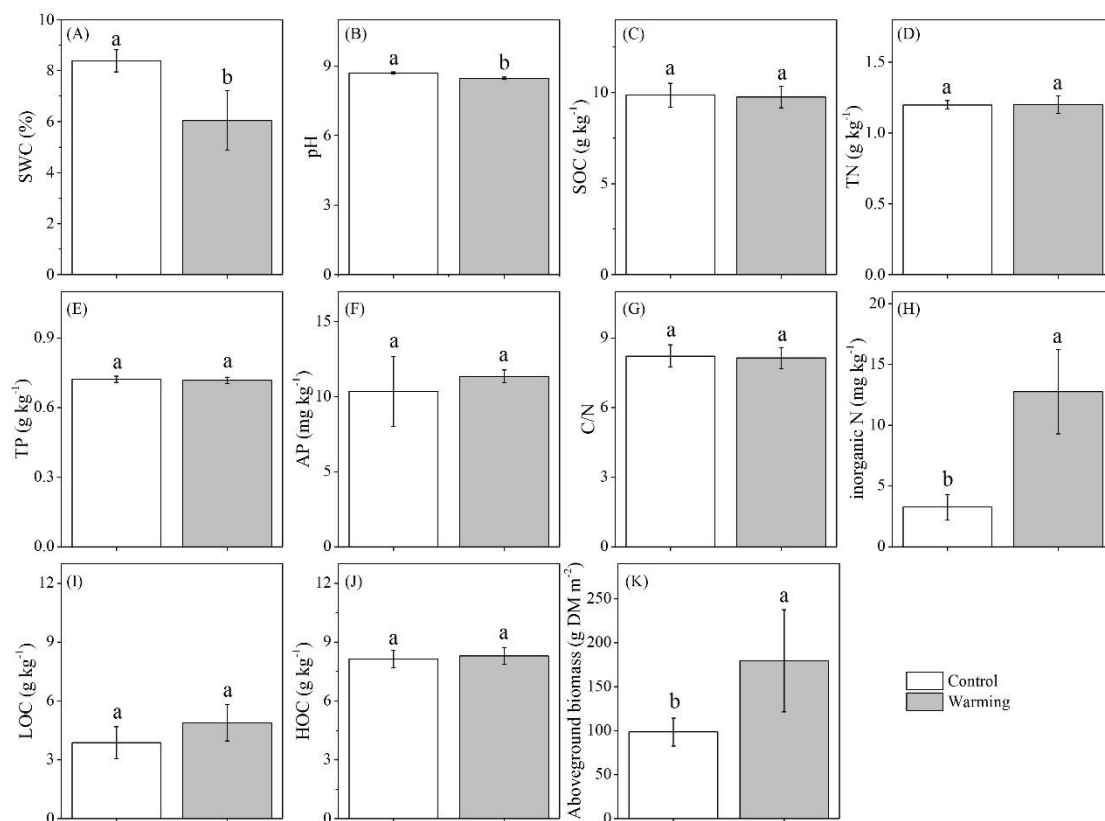 (A)
a
b
SWC (%)
10
8
6
4
2
0
(B)
a
b
pH
9
6
3
0
(C)
a
a
SOC (g kg⁻¹)
10
5
0
(D)
a
a
TN (g kg⁻¹)
1.5
1.0
0.5
0.0
(E)
a
a
TP (g kg⁻¹)
0.9
0.6
0.3
0.0
(F)
a
a
AP (mg kg⁻¹)
15
10
5
0
(G)
a
a
C/N
9
6
3
0
(H)
b
a
inorganic N (mg kg⁻¹)
20
15
10
5
0
(I)
a
a
LOC (g kg⁻¹)
12
9
6
3
0
(J)
a
a
HOC (g kg⁻¹)
12
9
6
3
0
(K)
b
a
Aboveground biomass (g DM m⁻²)
250
200
150
100
50
0
Control
Warming